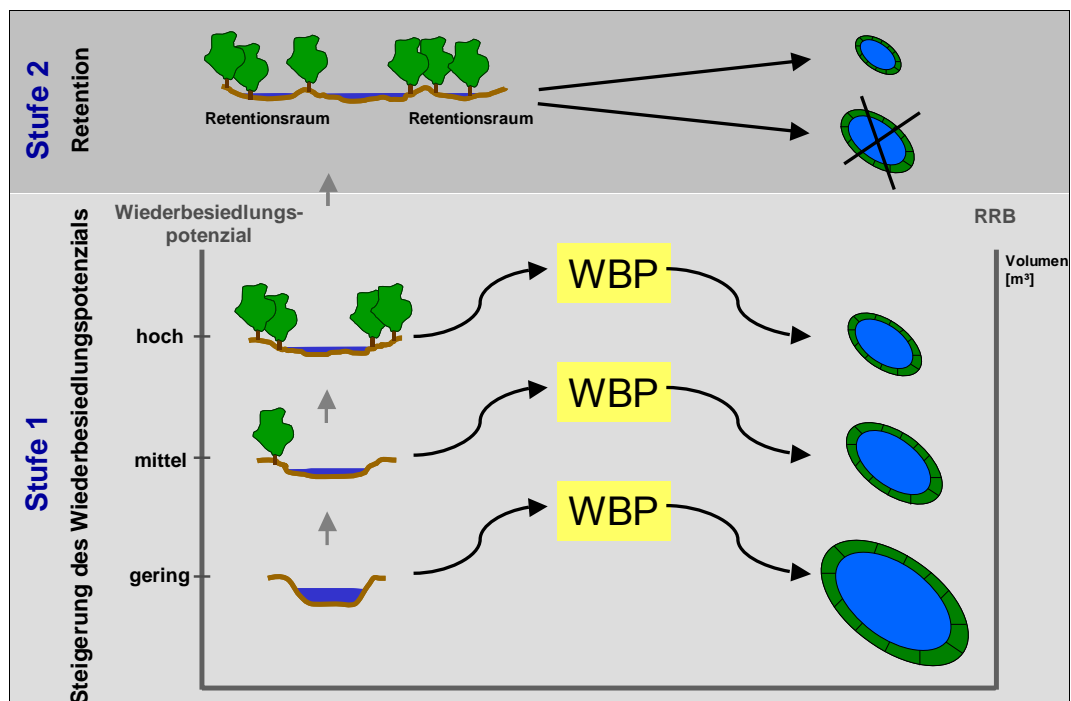 Stufe 2
Retention
Retentionsraum
Retentionsraum
Stufe 1
Steigerung des Wiederbesiedlungspotenzials
Wiederbesiedlungs-
potenzial
RRB
Volumen
[m³]
hoch
WBP
mittel
WBP
gering
WBP